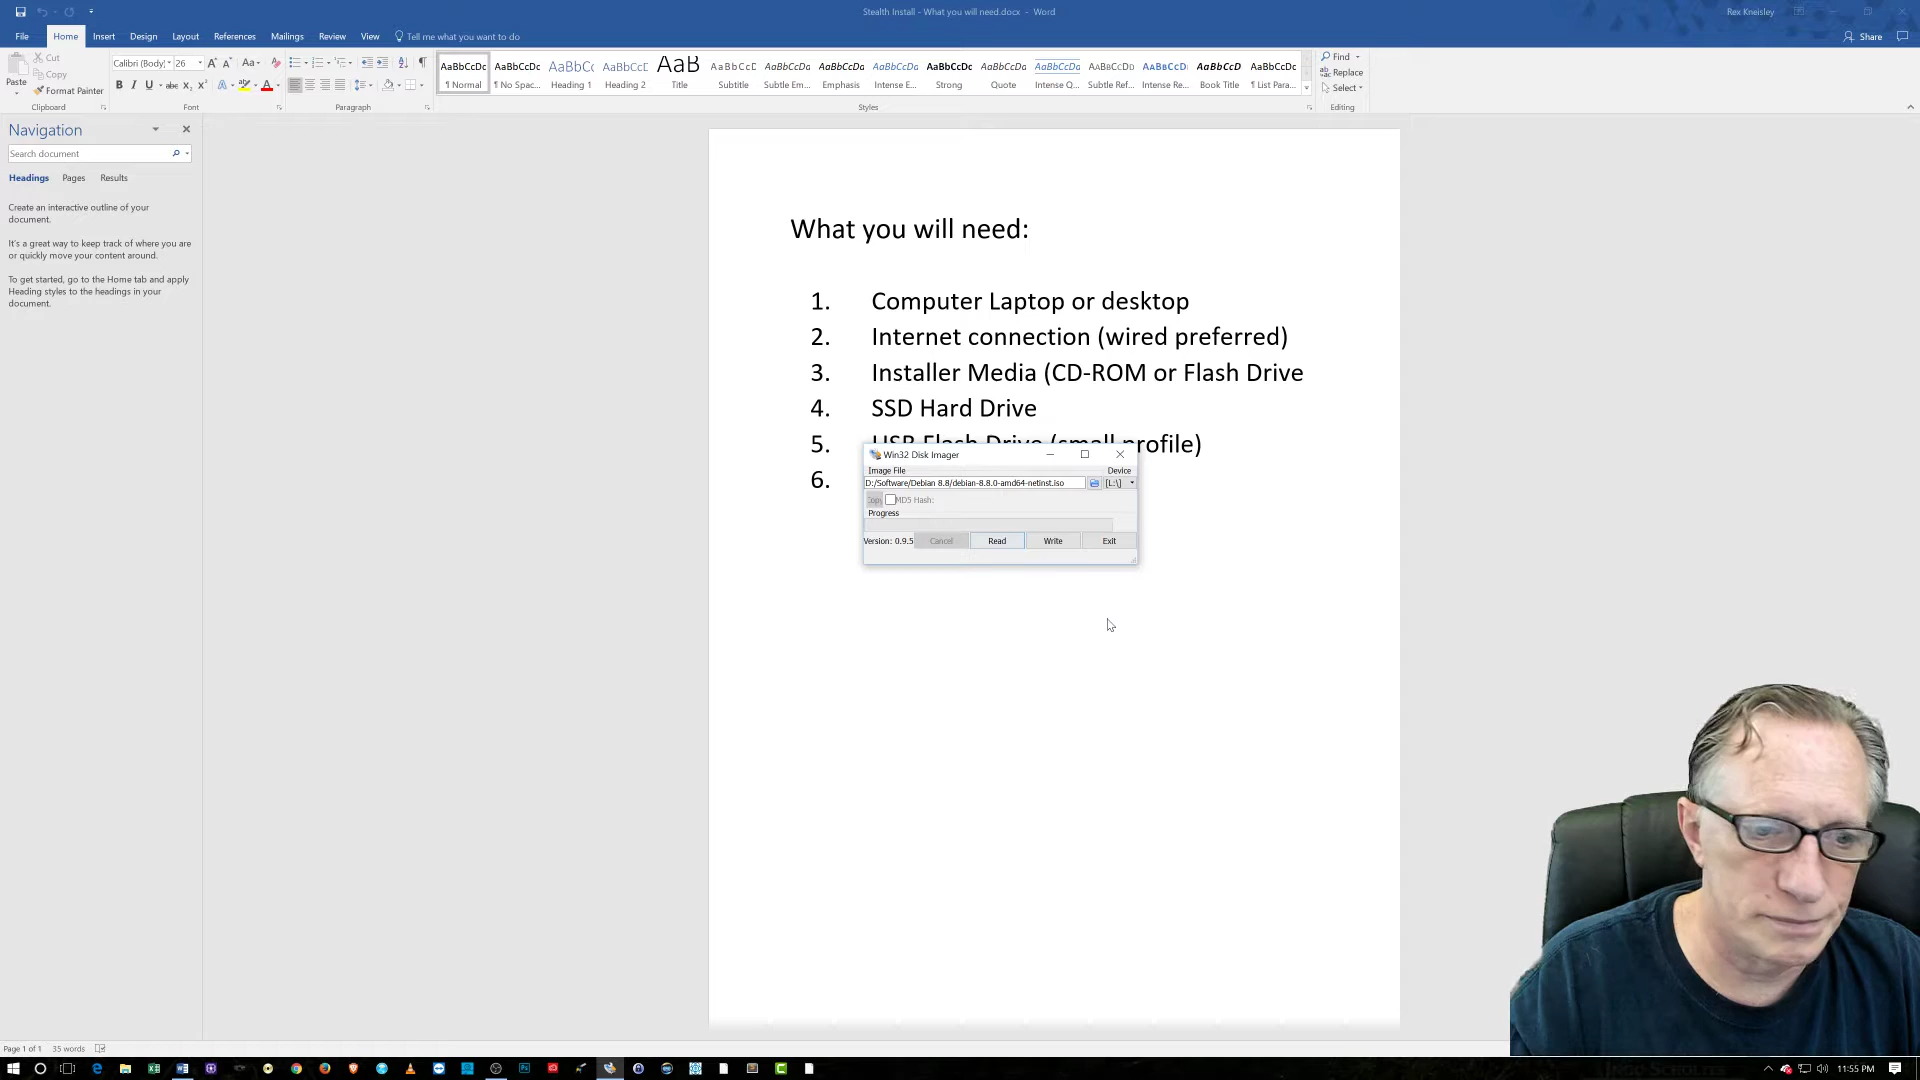 Stealth Install - What you will need.docx - Word
Rex Kneisley
File Home Insert Design Layout References Mailings Review View Tell me what you want to do
Share
Paste
Cut
Copy
Format Painter
Clipboard
Calibri (Body) 26
Font
Paragraph
AaBbCcDc AaBbCcDc AaBbC( AaBbCcE AaB AaBbCcE AaBbCcDa AaBbCcDa AaBbCcDa AaBbCcDc AaBbCcDa AaBbCcDa AABBCCDD AABBCCDI AaBbCcD AaBbCcDc
¶ Normal ¶ No Spac... Heading 1 Heading 2 Title Subtitle Subtle Em... Emphasis Intense E... Strong Quote Intense Q... Subtle Ref... Intense Re... Book Title ¶ List Para...
Styles
Find
Replace
Select
Editing
Navigation
Search document
Headings Pages Results
Create an interactive outline of your
document.
It's a great way to keep track of where you are
or quickly move your content around.
To get started, go to the Home tab and apply
Heading styles to the headings in your
document.
What you will need:
1. Computer Laptop or desktop
2. Internet connection (wired preferred)
3. Installer Media (CD-ROM or Flash Drive
4. SSD Hard Drive
5. USB Flash Drive (small profile)
6.
Win32 Disk Imager
Image File
Device
D:/Software/Debian 8.8/debian-8.8.0-amd64-netinst.iso
[L:\]
Copy MD5 Hash:
Progress
Version: 0.9.5 Cancel Read Write Exit
Page 1 of 1 35 words
11:55 PM